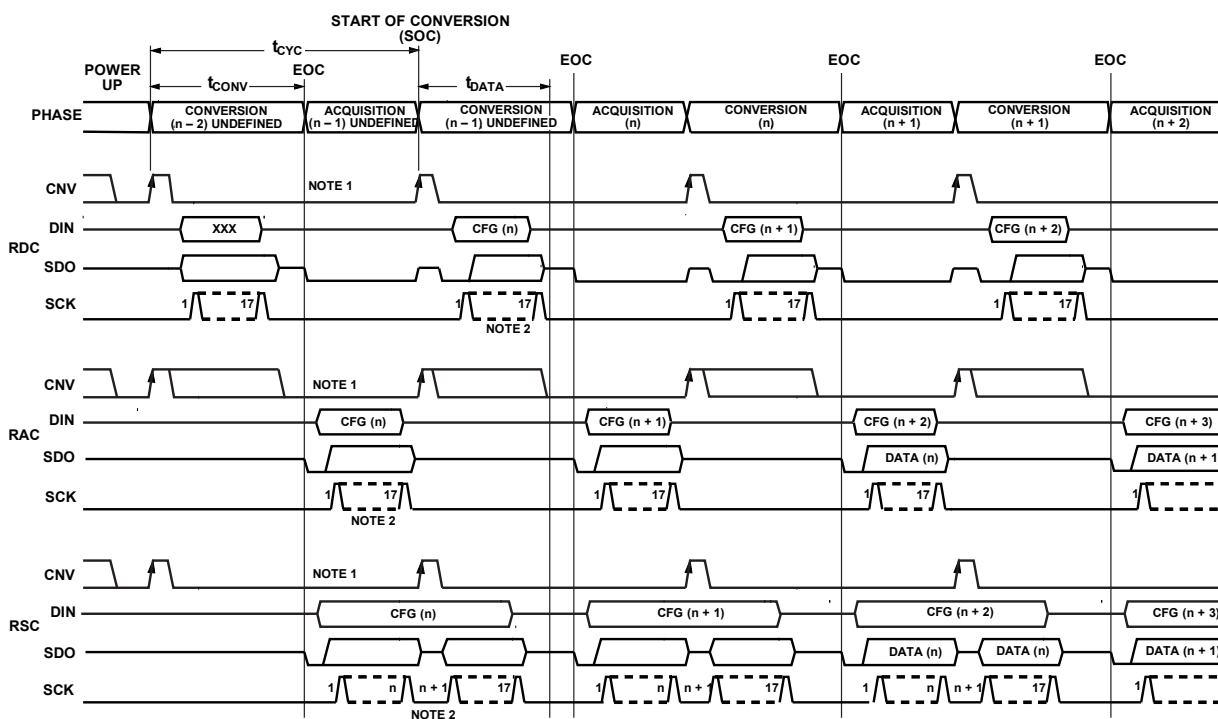 START OF CONVERSION
(SOC)
tCYC
POWER
UP
tCONV
EOC
tDATA
EOC
EOC
EOC
PHASE
CONVERSION
(n – 2) UNDEFINED
ACQUISITION
(n – 1) UNDEFINED
CONVERSION
(n – 1) UNDEFINED
ACQUISITION
(n)
CONVERSION
(n)
ACQUISITION
(n + 1)
CONVERSION
(n + 1)
ACQUISITION
(n + 2)
CNV
NOTE 1
RDC
DIN
XXX
CFG (n)
CFG (n + 1)
CFG (n + 2)
SDO
SCK
1
17
1
17
1
17
1
17
NOTE 2
CNV
NOTE 1
RAC
DIN
CFG (n)
CFG (n + 1)
CFG (n + 2)
CFG (n + 3)
SDO
DATA (n)
DATA (n + 1
SCK
1
17
1
17
1
17
1
NOTE 2
CNV
NOTE 1
RSC
DIN
CFG (n)
CFG (n + 1)
CFG (n + 2)
CFG (n + 3)
SDO
DATA (n)
DATA (n)
DATA (n + 1)
SCK
1
n
n + 1
17
1
n
n + 1
17
1
n
n + 1
17
1
NOTE 2